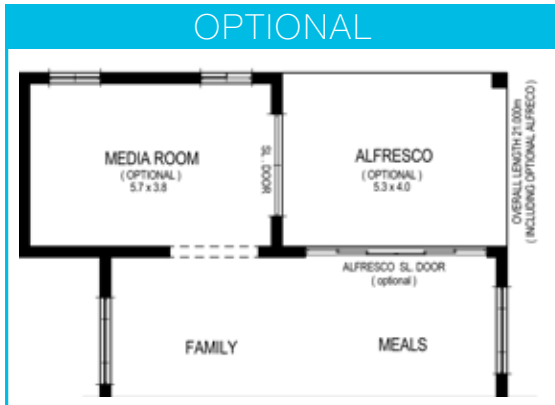 OPTIONAL
MEDIA ROOM
( OPTIONAL )
5.7 x 3.8
SL. DOOR
ALFRESCO
( OPTIONAL )
5.3 x 4.0
OVERALL LENGTH 21.000m
( INCLUDING OPTIONAL ALFRECO )
ALFRESCO SL. DOOR
( optional )
FAMILY
MEALS